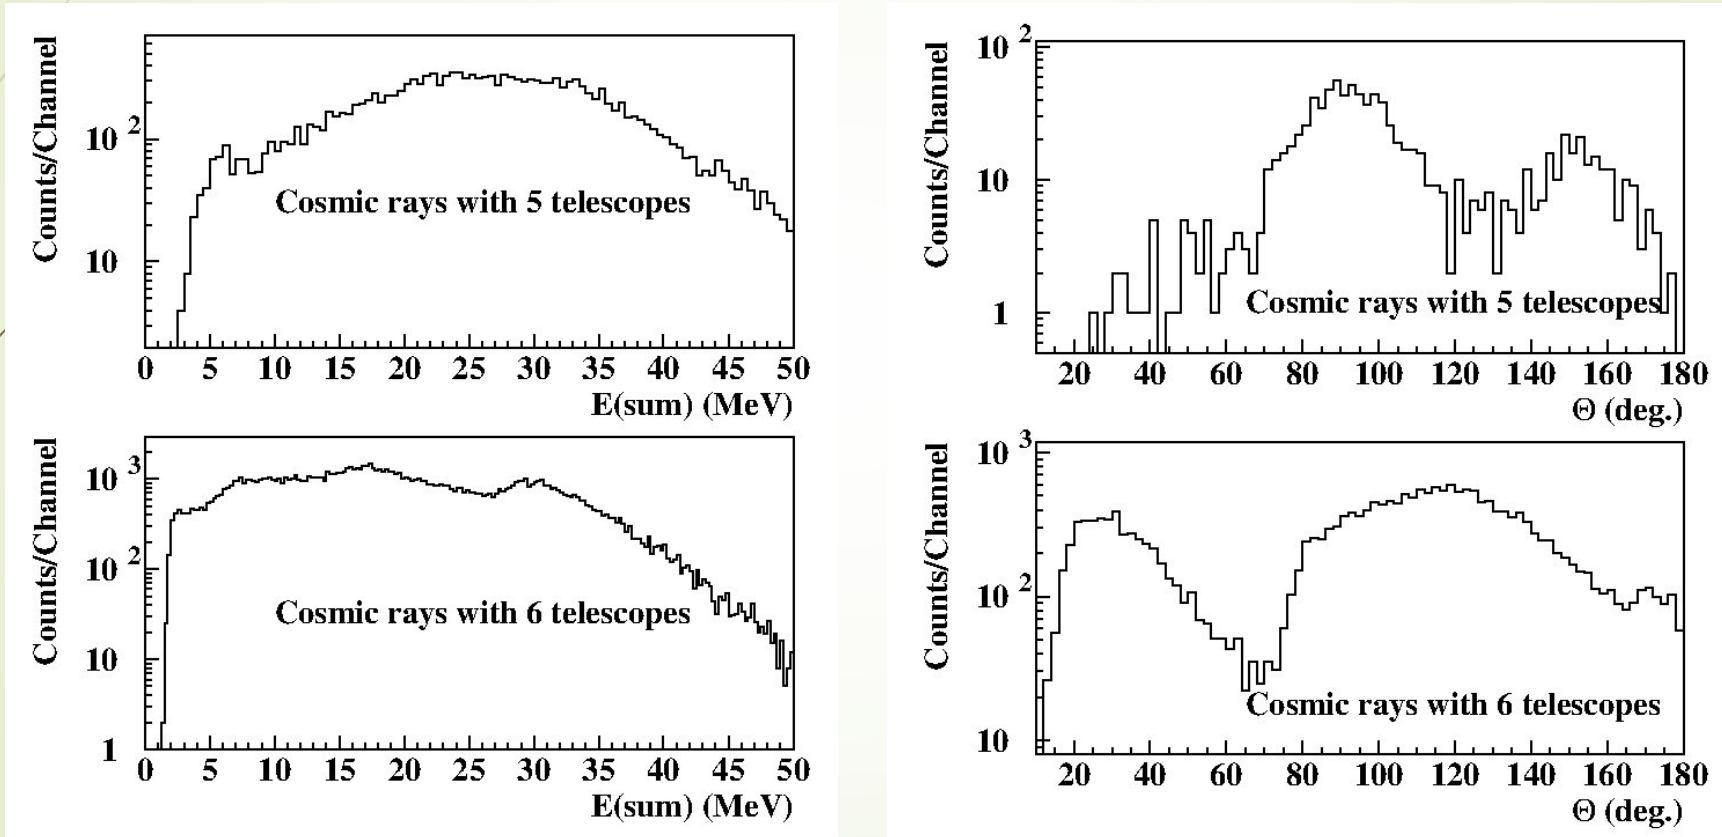 Counts/Channel
10 2
10
Cosmic rays with 5 telescopes
0 5 10 15 20 25 30 35 40 45 50
E(sum) (MeV)
Counts/Channel
10 2
10
1
Cosmic rays with 5 telescopes
20 40 60 80 100 120 140 160 180
Θ (deg.)
Counts/Channel
10 3
10 2
10
1
Cosmic rays with 6 telescopes
0 5 10 15 20 25 30 35 40 45 50
E(sum) (MeV)
Counts/Channel
10 3
10 2
10
Cosmic rays with 6 telescopes
20 40 60 80 100 120 140 160 180
Θ (deg.)